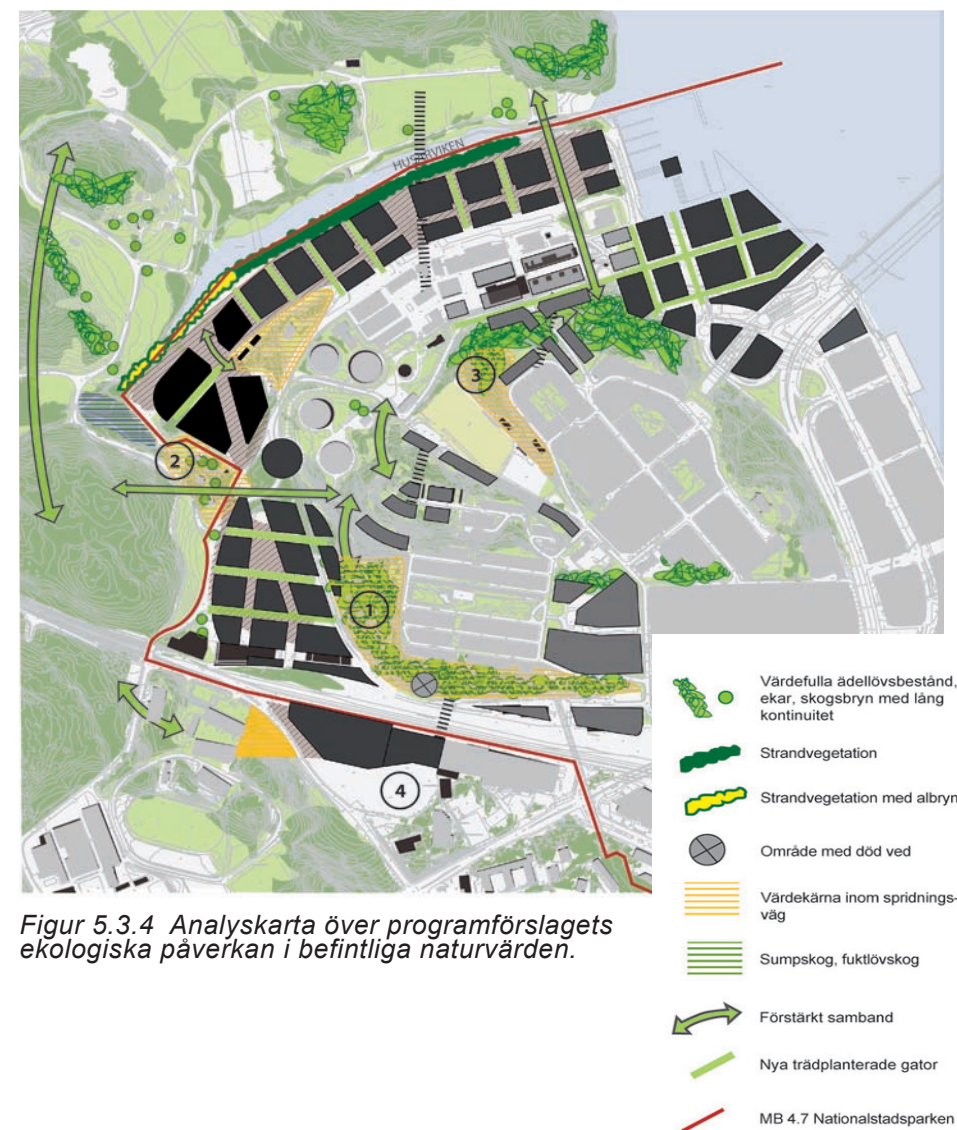 HUSARVIKEN
3
2
1
4
Figur 5.3.4 Analyskarta över programförslagets
ekologiska påverkan i befintliga naturvärden.
Värdefulla ädellövsbestånd,
ekar, skogsbryn med lång
kontinuitet
Strandvegetation
Strandvegetation med albryn
Område med död ved
Värdekärna inom spridnings-
väg
Sumpskog, fuktlövskog
Förstärkt samband
Nya trädplanterade gator
MB 4.7 Nationalstadsparken